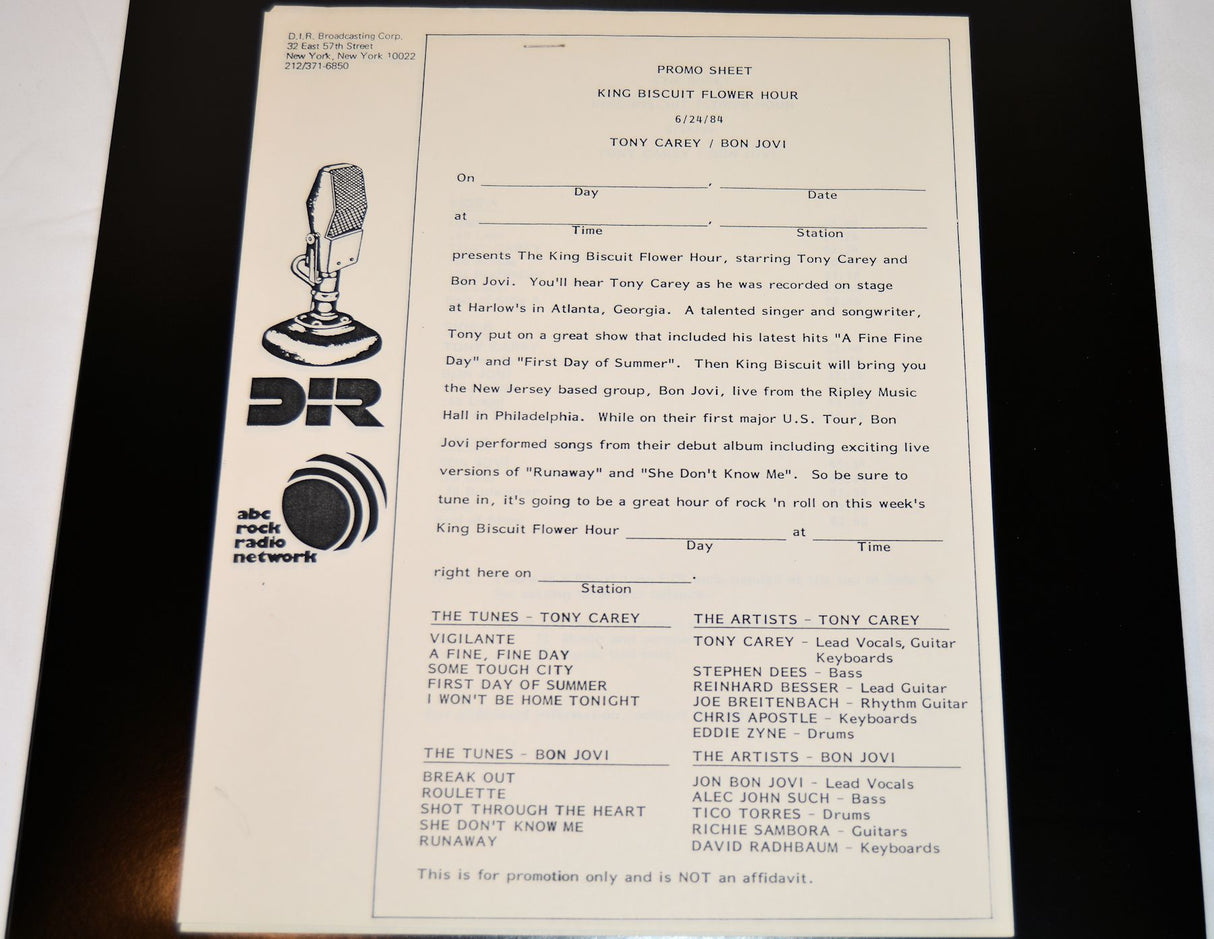 D.I.R. Broadcasting Corp.
32 East 57th Street
New York, New York 10022
212/371-6850
PROMO SHEET
KING BISCUIT FLOWER HOUR
6/24/84
TONY CAREY / BON JOVI
On ,
Day Date
at ,
Time Station
presents The King Biscuit Flower Hour, starring Tony Carey and
Bon Jovi. You'll hear Tony Carey as he was recorded on stage
at Harlow's in Atlanta, Georgia. A talented singer and songwriter,
Tony put on a great show that included his latest hits "A Fine Fine
Day" and "First Day of Summer". Then King Biscuit will bring you
the New Jersey based group, Bon Jovi, live from the Ripley Music
Hall in Philadelphia. While on their first major U.S. Tour, Bon
Jovi performed songs from their debut album including exciting live
versions of "Runaway" and "She Don't Know Me". So be sure to
tune in, it's going to be a great hour of rock 'n roll on this week's
King Biscuit Flower Hour at
Day Time
right here on .
Station
DIR
abc
rock
radio
network
THE TUNES - TONY CAREY
VIGILANTE
A FINE, FINE DAY
SOME TOUGH CITY
FIRST DAY OF SUMMER
I WON'T BE HOME TONIGHT
THE ARTISTS - TONY CAREY
TONY CAREY - Lead Vocals, Guitar
Keyboards
STEPHEN DEES - Bass
REINHARD BESSER - Lead Guitar
JOE BREITENBACH - Rhythm Guitar
CHRIS APOSTLE - Keyboards
EDDIE ZYNE - Drums
THE TUNES - BON JOVI
BREAK OUT
ROULETTE
SHOT THROUGH THE HEART
SHE DON'T KNOW ME
RUNAWAY
THE ARTISTS - BON JOVI
JON BON JOVI - Lead Vocals
ALEC JOHN SUCH - Bass
TICO TORRES - Drums
RICHIE SAMBORA - Guitars
DAVID RADHBAUM - Keyboards
This is for promotion only and is NOT an affidavit.